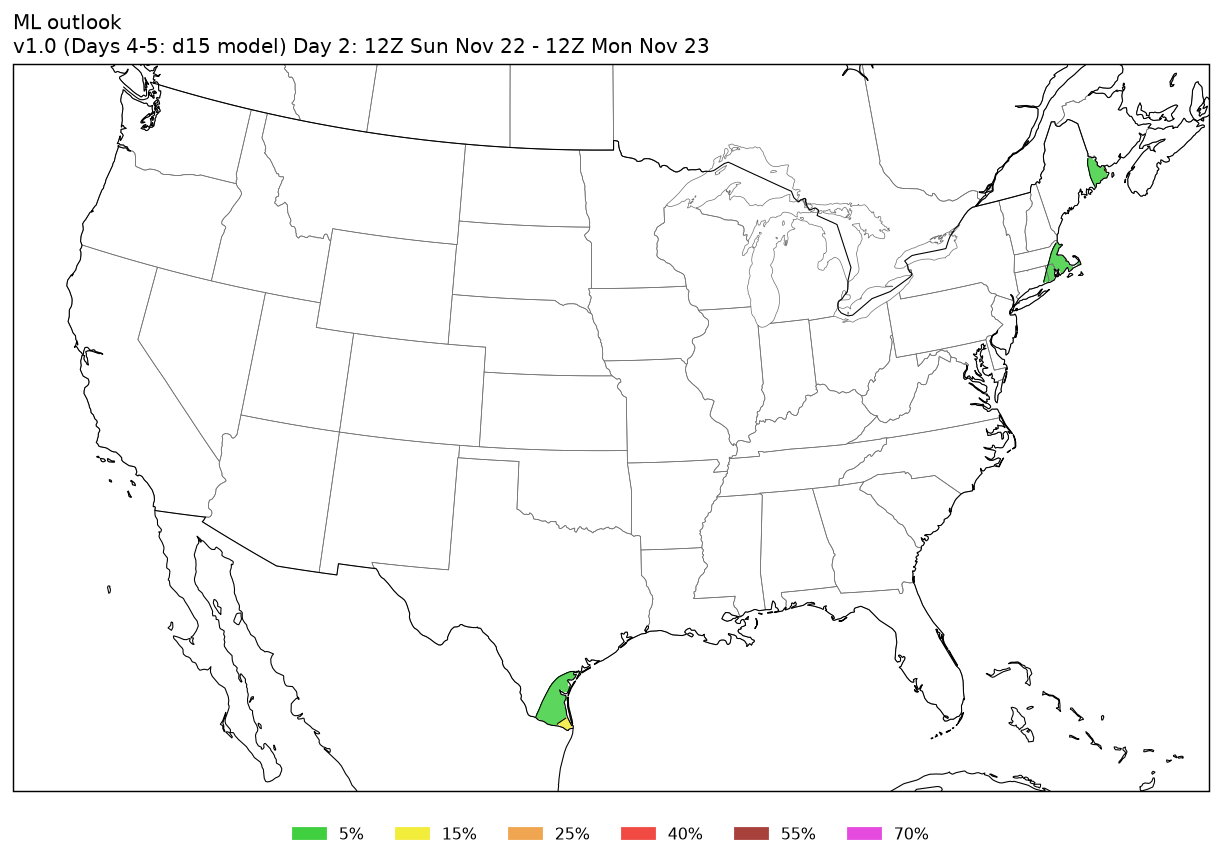 ML outlook
v1.0 (Days 4-5: d15 model) Day 2: 12Z Sun Nov 22 - 12Z Mon Nov 23
5% 15% 25% 40% 55% 70%